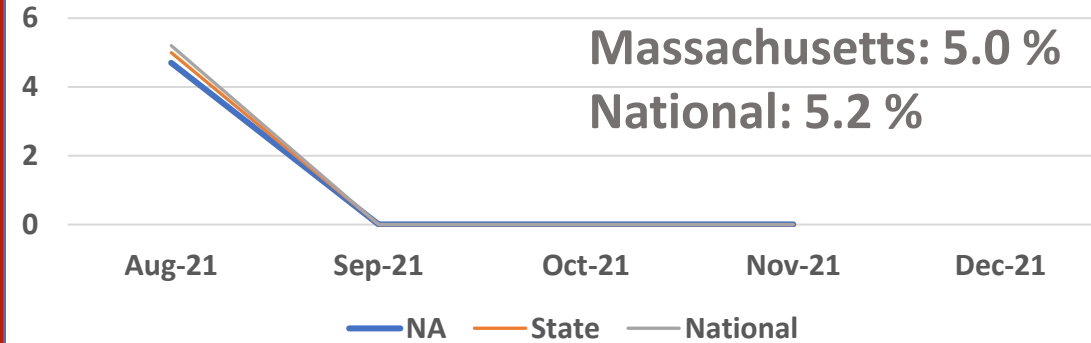 6
Massachusetts: 5.0 %
4
National: 5.2 %
2
0
Aug-21 Sep-21 Oct-21 Nov-21 Dec-21
NA State National